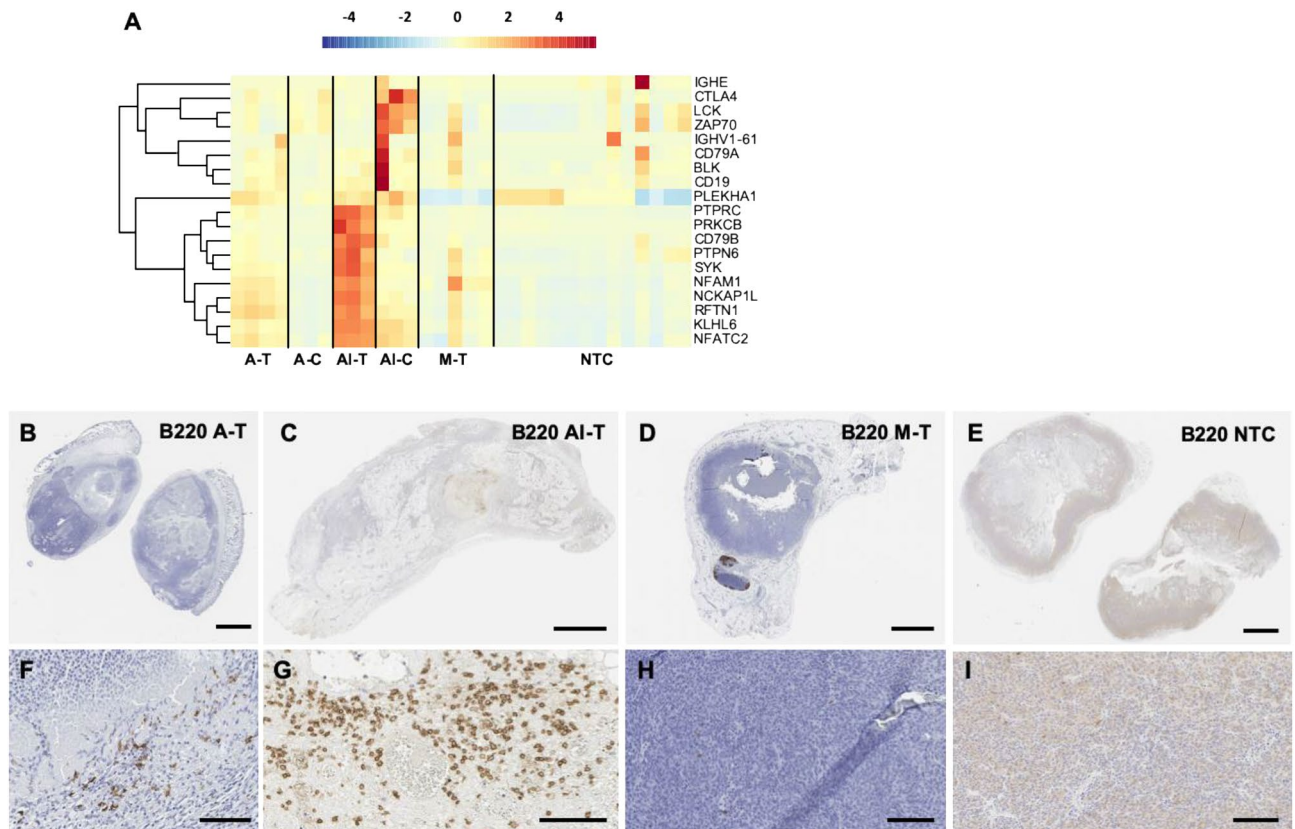 A
-4 -2 0 2 4
IGHE
CTLA4
LCK
ZAP70
IGHV1-61
CD79A
BLK
CD19
PLEKHA1
PTPRC
PRKCB
CD79B
PTPN6
SYK
NFAM1
NCKAP1L
RFTN1
KLHL6
NFATC2
A-T A-C AI-T AI-C M-T NTC
B B220 A-T
C B220 AI-T
D B220 M-T
E B220 NTC
F
G
H
I